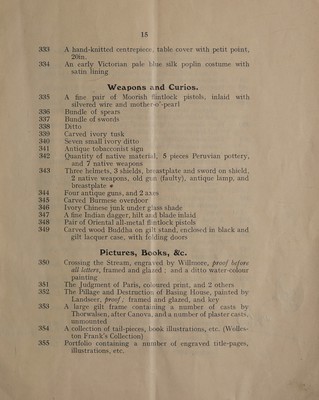 15
333 A hand-knitted centrepiece, table cover with petit point,
20in.
334 An early Victorian pale blue silk poplin costume with
satin lining
Weapons and Curios.
335 A fine pair of Moorish flintlock pistols, inlaid with
silvered wire and mother-o'-pearl
336 Bundle of spears
337 Bundle of swords
338 Ditto
339 Carved ivory tusk
340 Seven small ivory ditto
341 Antique tobacconist sign
342 Quantity of native material, 5 pieces Peruvian pottery,
and 7 native weapons
343 Three helmets, 3 shields, breastplate and sword on shield,
2 native weapons, old gun (faulty), antique lamp, and
breastplate
344 Four antique guns, and 2 axes
345 Carved Burmese overdoor
346 Ivory Chinese junk under glass shade
347 A fine Indian dagger, hilt and blade inlaid
348 Pair of Oriental all-metal flintlock pistols
349 Carved wood Buddha on gilt stand, enclosed in black and
gilt lacquer case, with folding doors
Pictures, Books, &c.
350 Crossing the Stream, engraved by Willmore, proof before
all letters, framed and glazed ; and a ditto water-colour
painting
351 The Judgment of Paris, coloured print, and 2 others
352 The Pillage and Destruction of Basing House, painted by
Landseer, proof ; framed and glazed, and key
353 A large gilt frame containing a number of casts by
Thorwalsen, after Canova, and a number of plaster casts,
unmounted
354 A collection of tail-pieces, book illustrations, etc. (Welles-
ton Frank's Collection)
355 Portfolio containing a number of engraved title-pages,
illustrations, etc.